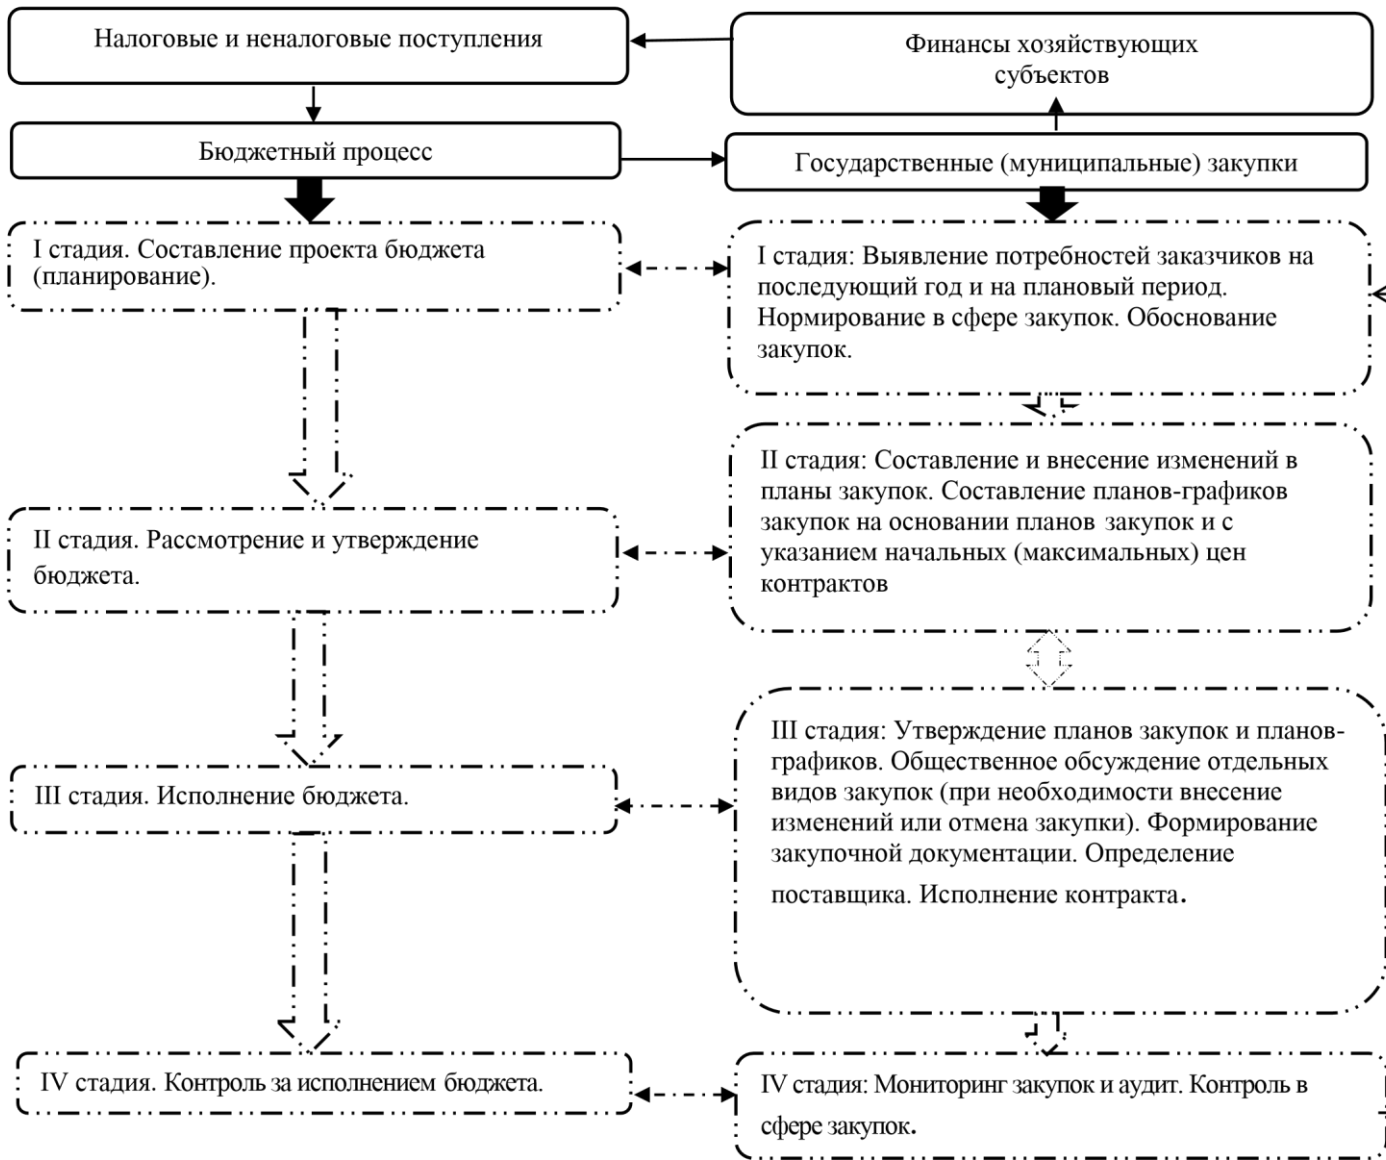 Налоговые и неналоговые поступления
Финансы хозяйствующих
субъектов
Бюджетный процесс
Государственные (муниципальные) закупки
I стадия. Составление проекта бюджета
(планирование).
I стадия: Выявление потребностей заказчиков на
последующий год и на плановый период.
Нормирование в сфере закупок. Обоснование
закупок.
II стадия. Рассмотрение и утверждение
бюджета.
II стадия: Составление и внесение изменений в
планы закупок. Составление планов-графиков
закупок на основании планов закупок и с
указанием начальных (максимальных) цен
контрактов
III стадия. Исполнение бюджета.
III стадия: Утверждение планов закупок и планов-
графиков. Общественное обсуждение отдельных
видов закупок (при необходимости внесение
изменений или отмена закупки). Формирование
закупочной документации. Определение
поставщика. Исполнение контракта.
IV стадия. Контроль за исполнением бюджета.
IV стадия: Мониторинг закупок и аудит. Контроль в
сфере закупок.